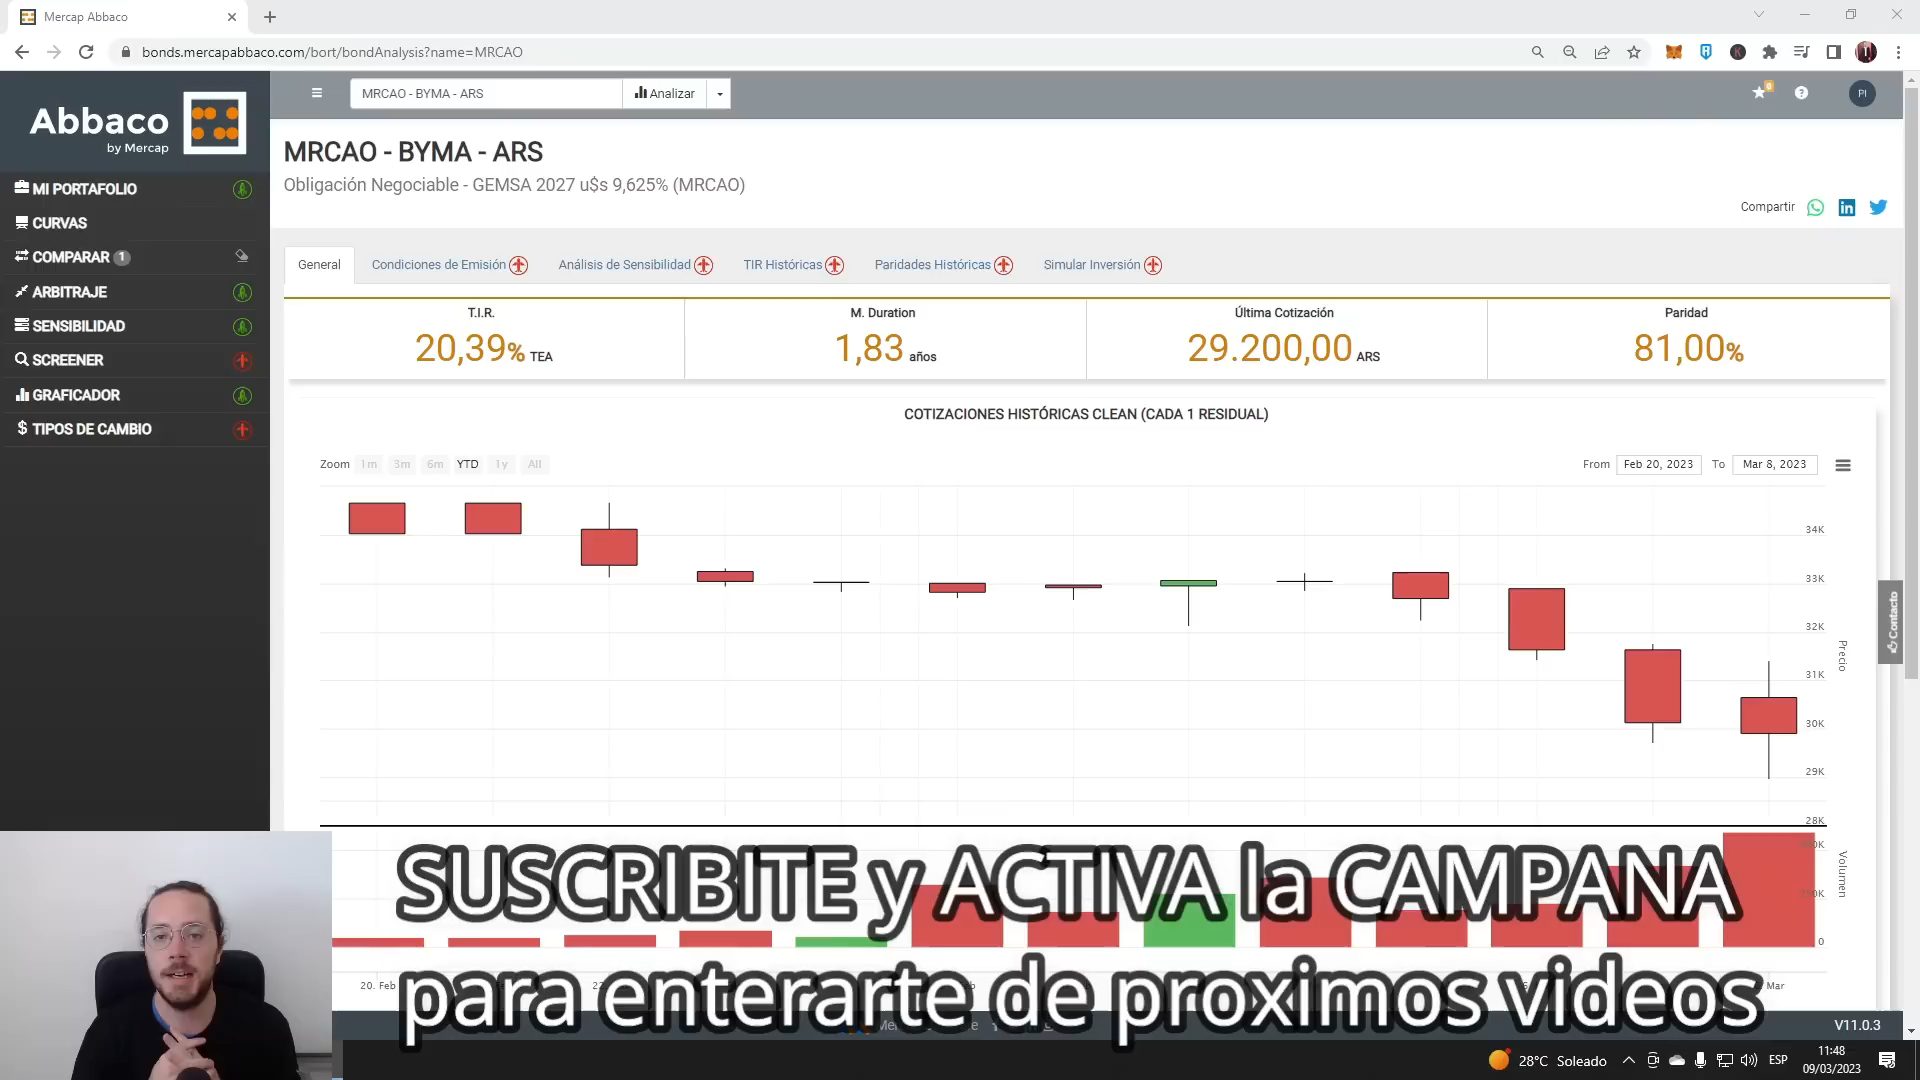 Mercap Abbaco
bonds.mercapabbaco.com/bort/bondAnalysis?name=MRCAO
Abbaco
by Mercap
MRCAO - BYMA - ARS
Analizar
0
?
PI
MI PORTAFOLIO
CURVAS
COMPARAR 1
ARBITRAJE
SENSIBILIDAD
SCREENER
GRAFICADOR
$ TIPOS DE CAMBIO
MRCAO - BYMA - ARS
Obligación Negociable - GEMSA 2027 u$s 9,625% (MRCAO)
Compartir
General
Condiciones de Emisión
Análisis de Sensibilidad
TIR Históricas
Paridades Históricas
Simular Inversión
T.I.R.
20,39% TEA
M. Duration
1,83 años
Última Cotización
29.200,00 ARS
Paridad
81,00%
COTIZACIONES HISTÓRICAS CLEAN (CADA 1 RESIDUAL)
Zoom 1m 3m 6m YTD 1y All
From Feb 20, 2023 To Mar 8, 2023
34K
33K
32K
31K
30K
29K
28K
Precio
Contacto
Volumen
0
20. Feb
Mar
SUSCRIBITE y ACTIVA la CAMPANA
para enterarte de proximos videos
V11.0.3
28°C Soleado
ESP
11:48
09/03/2023